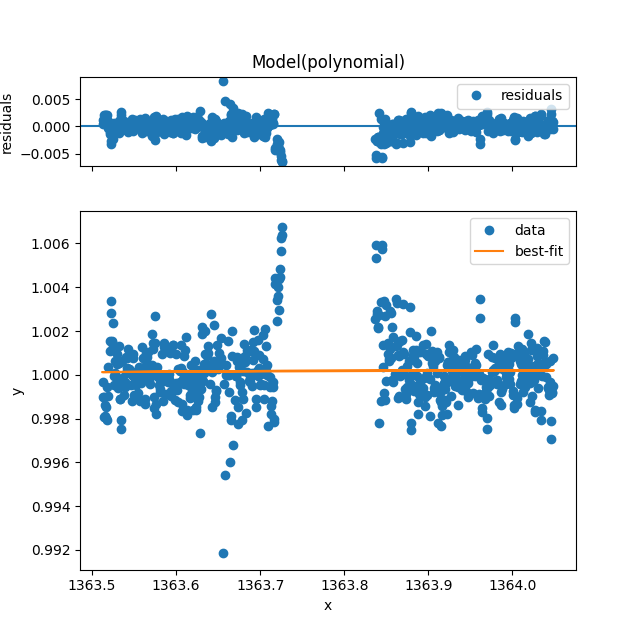 Model(polynomial)
residuals
0.005
0.000
−0.005
residuals
data
best-fit
y
1.006
1.004
1.002
1.000
0.998
0.996
0.994
0.992
1363.5
1363.6
1363.7
1363.8
1363.9
1364.0
x